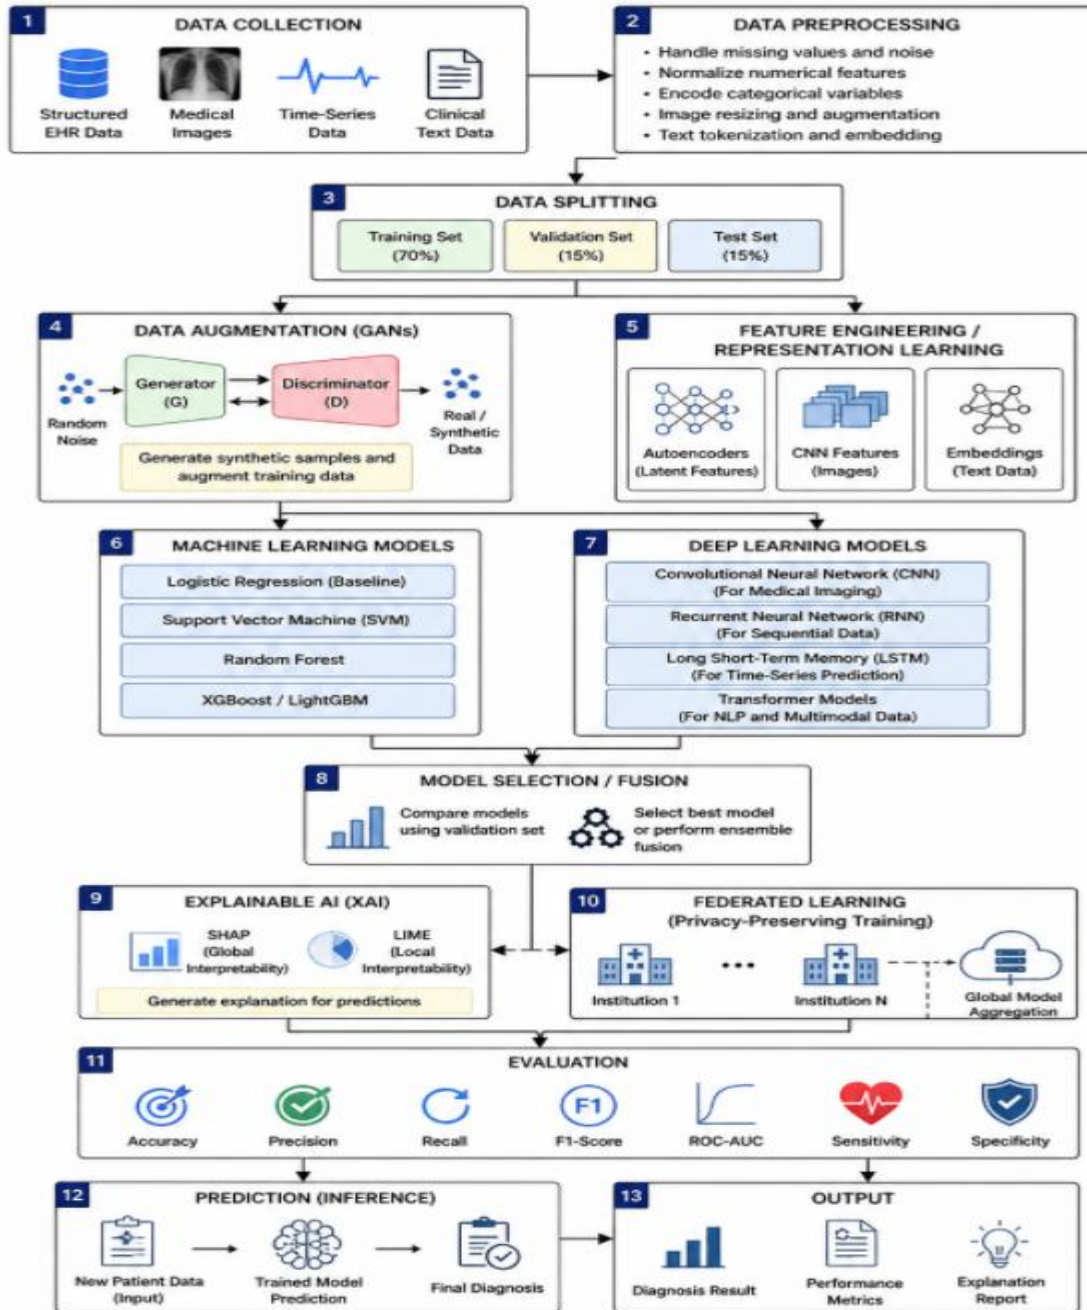 1
DATA COLLECTION
Structured
EHR Data
Medical
Images
Time-Series
Data
Clinical
Text Data
2
DATA PREPROCESSING
• Handle missing values and noise
• Normalize numerical features
• Encode categorical variables
• Image resizing and augmentation
• Text tokenization and embedding
3
DATA SPLITTING
Training Set
(70%)
Validation Set
(15%)
Test Set
(15%)
4
DATA AUGMENTATION (GANs)
Random
Noise
Generator
(G)
Discriminator
(D)
Real /
Synthetic
Data
Generate synthetic samples and
augment training data
5
FEATURE ENGINEERING /
REPRESENTATION LEARNING
Autoencoders
(Latent Features)
CNN Features
(Images)
Embeddings
(Text Data)
6
MACHINE LEARNING MODELS
Logistic Regression (Baseline)
Support Vector Machine (SVM)
Random Forest
XGBoost / LightGBM
7
DEEP LEARNING MODELS
Convolutional Neural Network (CNN)
(For Medical Imaging)
Recurrent Neural Network (RNN)
(For Sequential Data)
Long Short-Term Memory (LSTM)
(For Time-Series Prediction)
Transformer Models
(For NLP and Multimodal Data)
8
MODEL SELECTION / FUSION
Compare models
using validation set
Select best model
or perform ensemble
fusion
9
EXPLAINABLE AI (XAI)
SHAP
(Global
Interpretability)
LIME
(Local
Interpretability)
Generate explanation for predictions
10
FEDERATED LEARNING
(Privacy-Preserving Training)
Institution 1
...
Institution N
Global Model
Aggregation
11
EVALUATION
Accuracy
Precision
Recall
F1
F1-Score
ROC-AUC
Sensitivity
Specificity
12
PREDICTION (INFERENCE)
New Patient Data
(Input)
Trained Model
Prediction
Final Diagnosis
13
OUTPUT
Diagnosis Result
Performance
Metrics
Explanation
Report